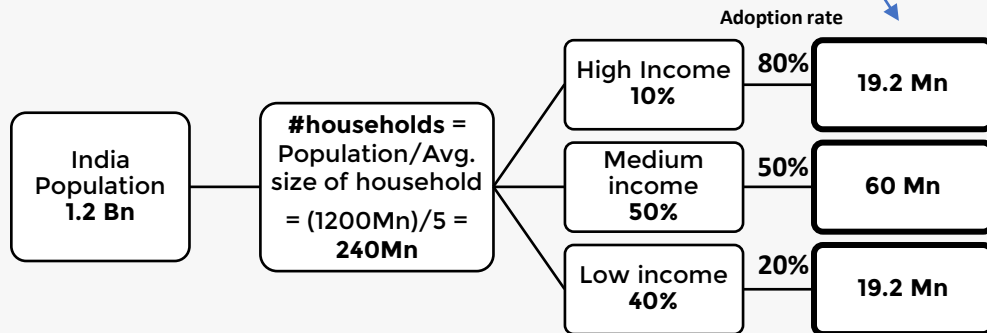 Adoption rate
India
Population
1.2 Bn
#households =
Population/Avg.
size of household
= (1200Mn)/5 =
240Mn
High Income
10%
80%
19.2 Mn
Medium
income
50%
50%
60 Mn
Low income
40%
20%
19.2 Mn